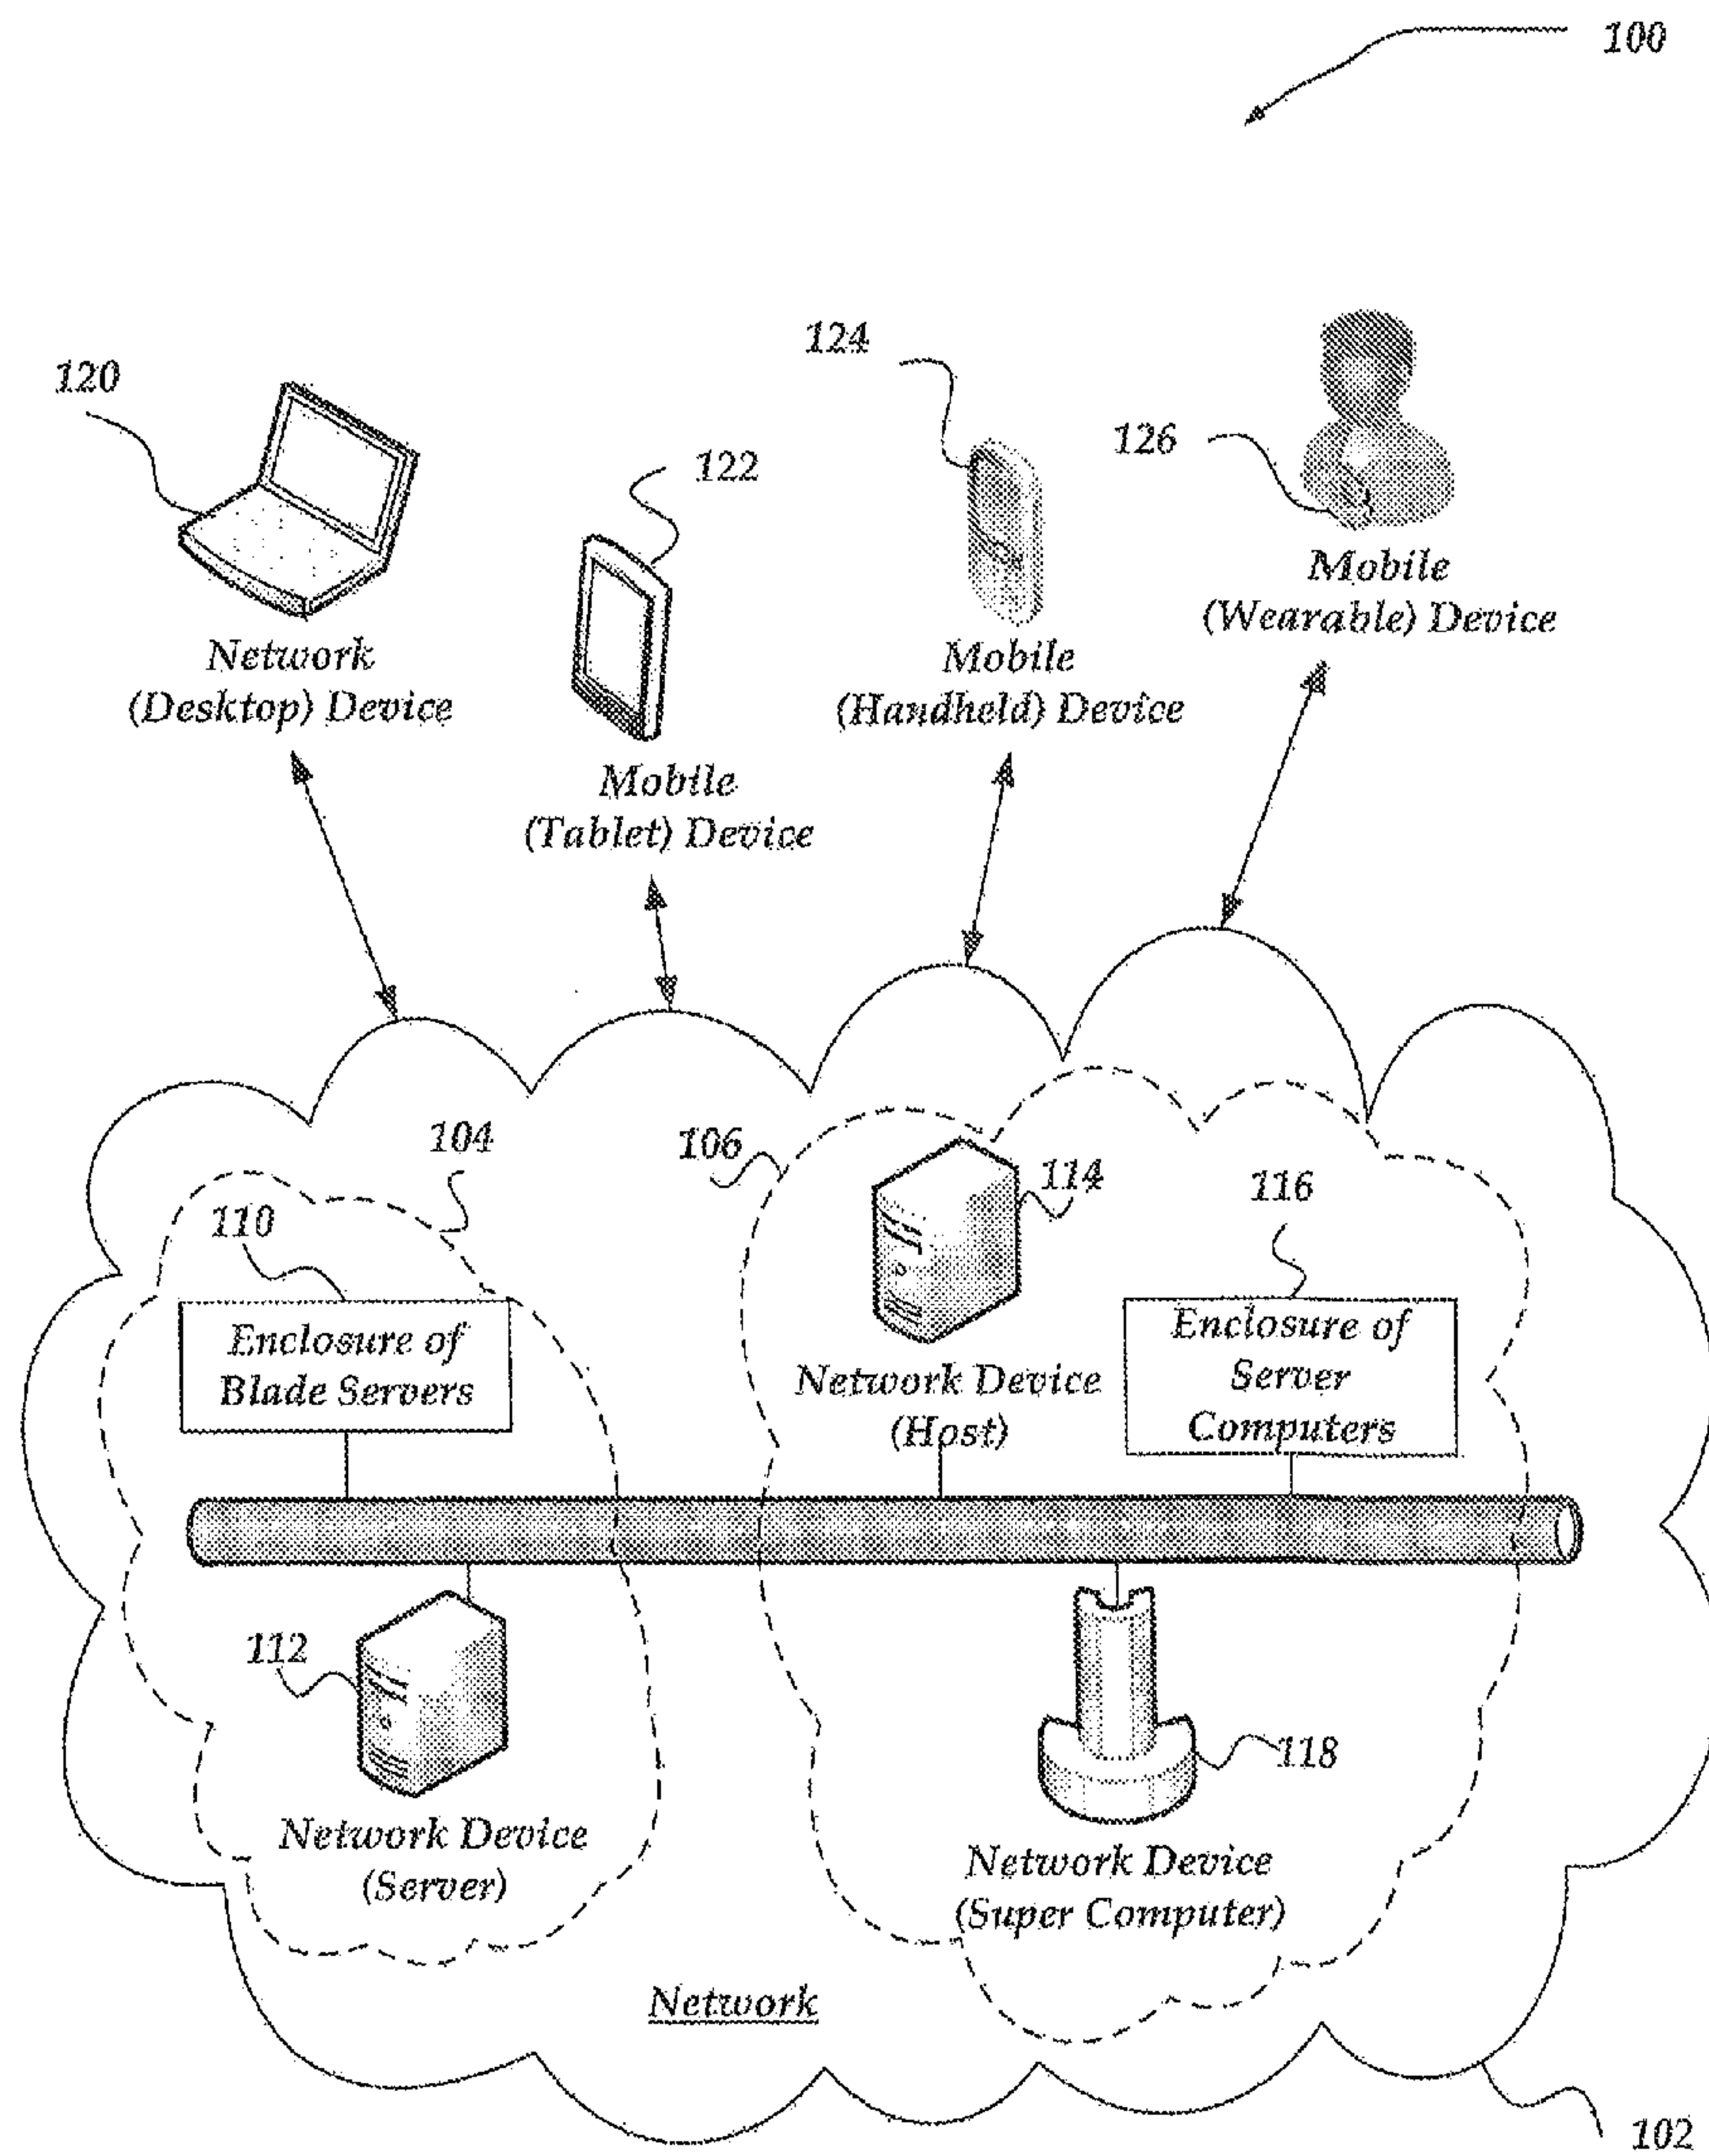 100
124
120
126
122
Mobile
(Wearable) Device
Network
(Desktop) Device
Mobile
(Handheld) Device
Mobile
(Tablet) Device
104
106
114
116
110
Enclosure of
Blade Servers
Enclosure of
Server
Computers
Network Device
(Host)
112
118
Network Device
(Server)
Network Device
(Super Computer)
Network
102